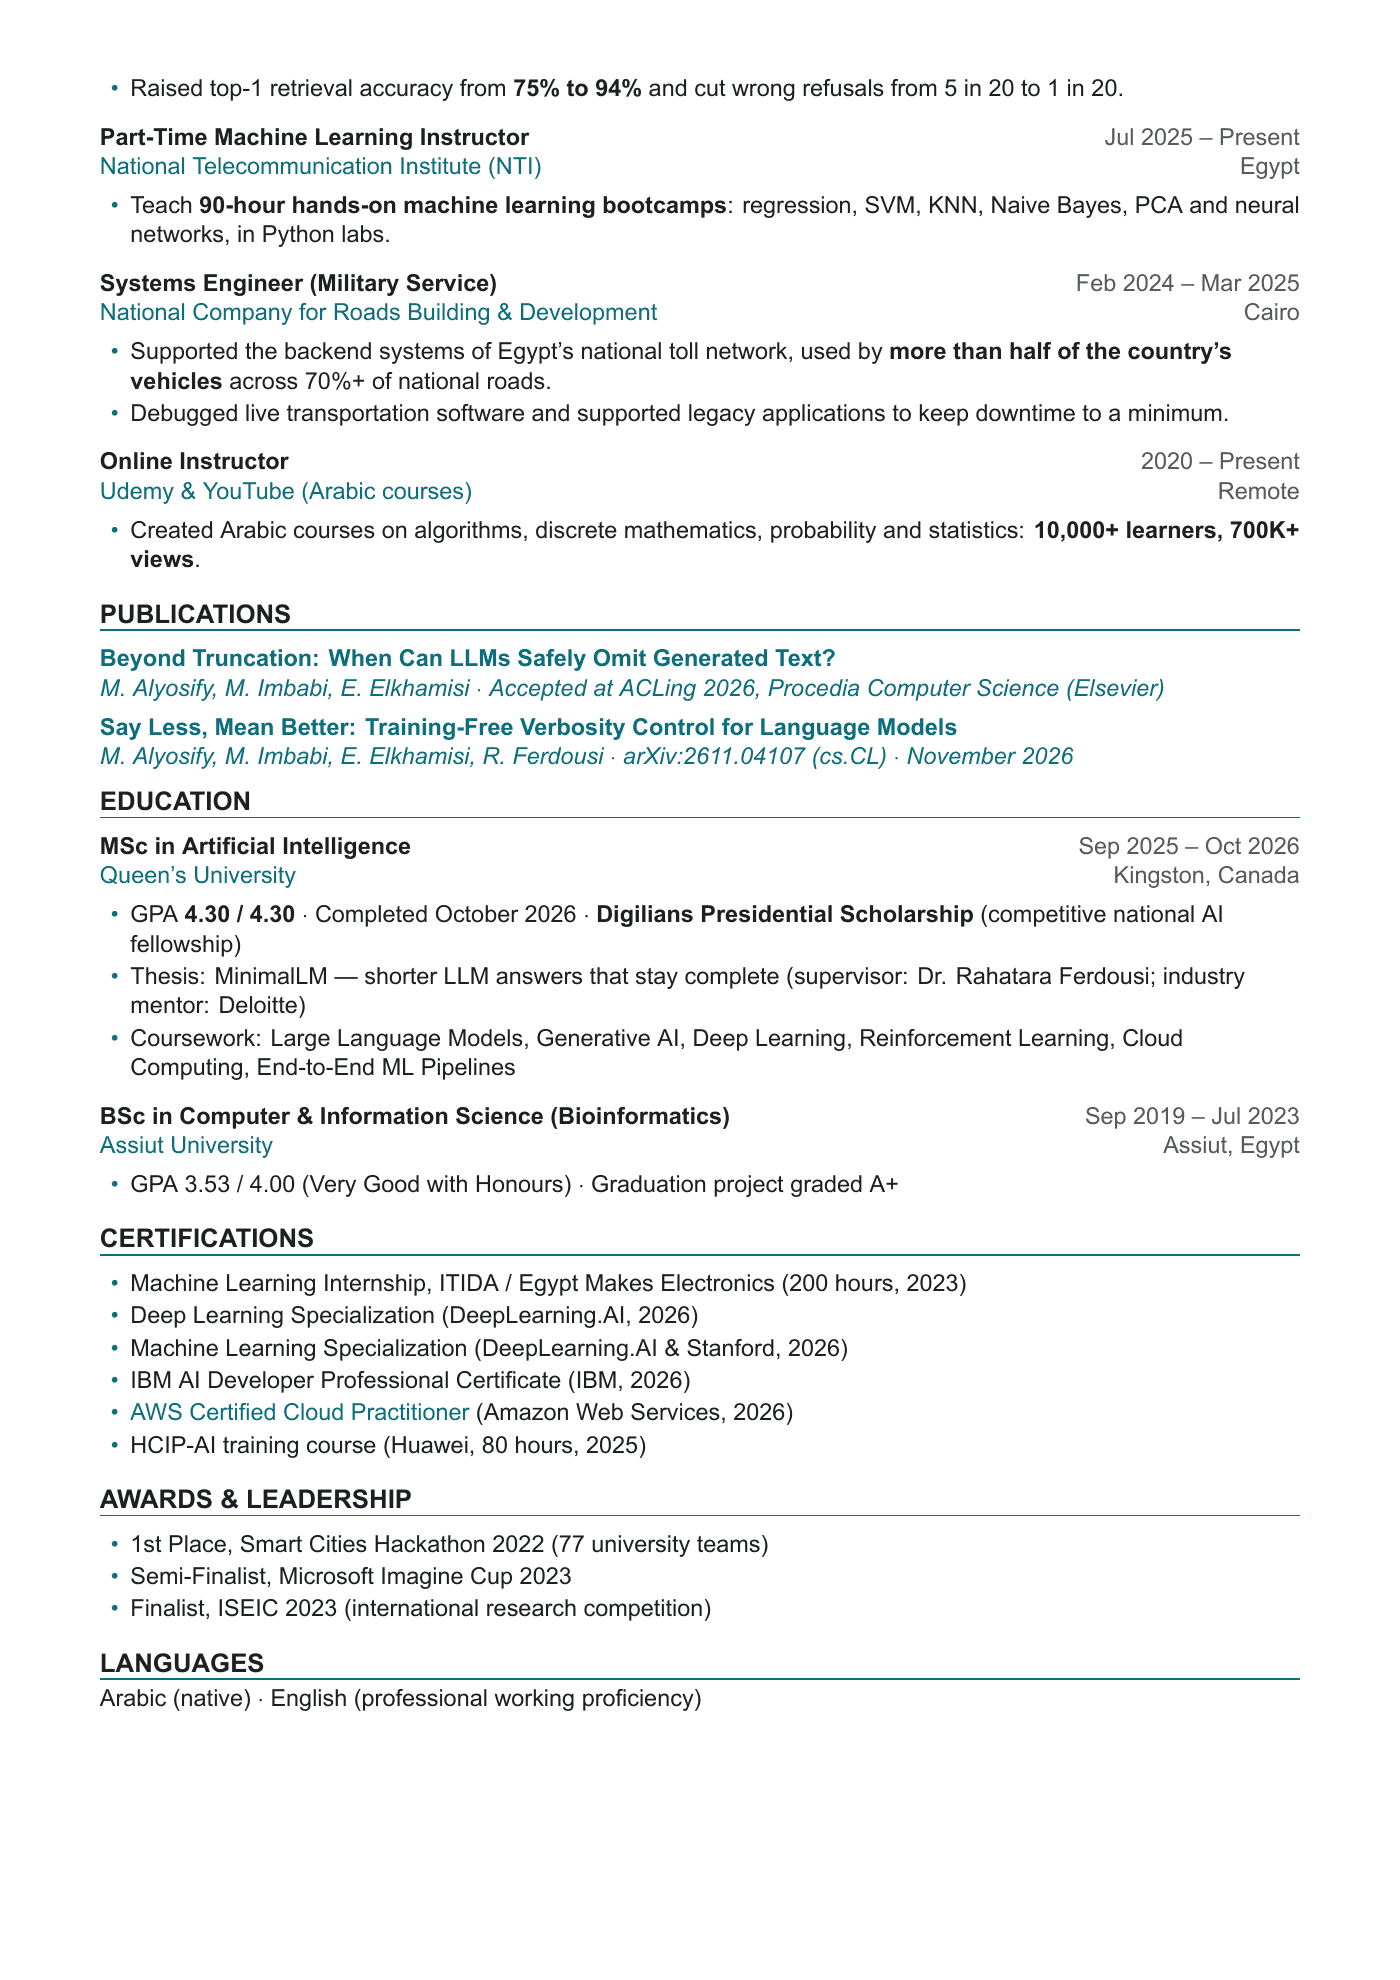 • Raised top-1 retrieval accuracy from 75% to 94% and cut wrong refusals from 5 in 20 to 1 in 20.
Part-Time Machine Learning Instructor Jul 2025 – Present
National Telecommunication Institute (NTI) Egypt
• Teach 90-hour hands-on machine learning bootcamps: regression, SVM, KNN, Naive Bayes, PCA and neural
networks, in Python labs.
Systems Engineer (Military Service) Feb 2024 – Mar 2025
National Company for Roads Building & Development Cairo
• Supported the backend systems of Egypt’s national toll network, used by more than half of the country’s
vehicles across 70%+ of national roads.
• Debugged live transportation software and supported legacy applications to keep downtime to a minimum.
Online Instructor 2020 – Present
Udemy & YouTube (Arabic courses) Remote
• Created Arabic courses on algorithms, discrete mathematics, probability and statistics: 10,000+ learners, 700K+
views.
PUBLICATIONS
Beyond Truncation: When Can LLMs Safely Omit Generated Text?
M. Alyosify, M. Imbabi, E. Elkhamisi · Accepted at ACLing 2026, Procedia Computer Science (Elsevier)
Say Less, Mean Better: Training-Free Verbosity Control for Language Models
M. Alyosify, M. Imbabi, E. Elkhamisi, R. Ferdousi · arXiv:2611.04107 (cs.CL) · November 2026
EDUCATION
MSc in Artificial Intelligence Sep 2025 – Oct 2026
Queen’s University Kingston, Canada
• GPA 4.30 / 4.30 · Completed October 2026 · Digilians Presidential Scholarship (competitive national AI
fellowship)
• Thesis: MinimalLM — shorter LLM answers that stay complete (supervisor: Dr. Rahatara Ferdousi; industry
mentor: Deloitte)
• Coursework: Large Language Models, Generative AI, Deep Learning, Reinforcement Learning, Cloud
Computing, End-to-End ML Pipelines
BSc in Computer & Information Science (Bioinformatics) Sep 2019 – Jul 2023
Assiut University Assiut, Egypt
• GPA 3.53 / 4.00 (Very Good with Honours) · Graduation project graded A+
CERTIFICATIONS
• Machine Learning Internship, ITIDA / Egypt Makes Electronics (200 hours, 2023)
• Deep Learning Specialization (DeepLearning.AI, 2026)
• Machine Learning Specialization (DeepLearning.AI & Stanford, 2026)
• IBM AI Developer Professional Certificate (IBM, 2026)
• AWS Certified Cloud Practitioner (Amazon Web Services, 2026)
• HCIP-AI training course (Huawei, 80 hours, 2025)
AWARDS & LEADERSHIP
• 1st Place, Smart Cities Hackathon 2022 (77 university teams)
• Semi-Finalist, Microsoft Imagine Cup 2023
• Finalist, ISEIC 2023 (international research competition)
LANGUAGES
Arabic (native) · English (professional working proficiency)